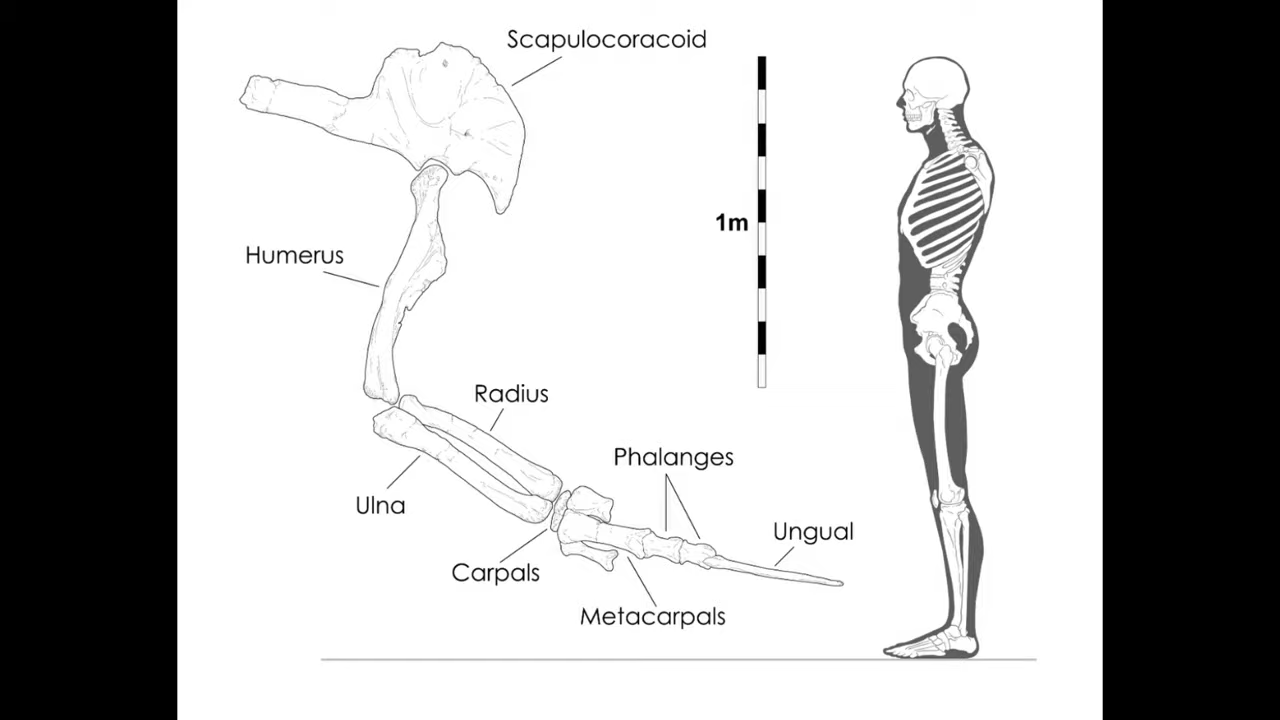 Scapulocoracoid
1m
Humerus
Radius
Phalanges
Ulna
Ungual
Carpals
Metacarpals